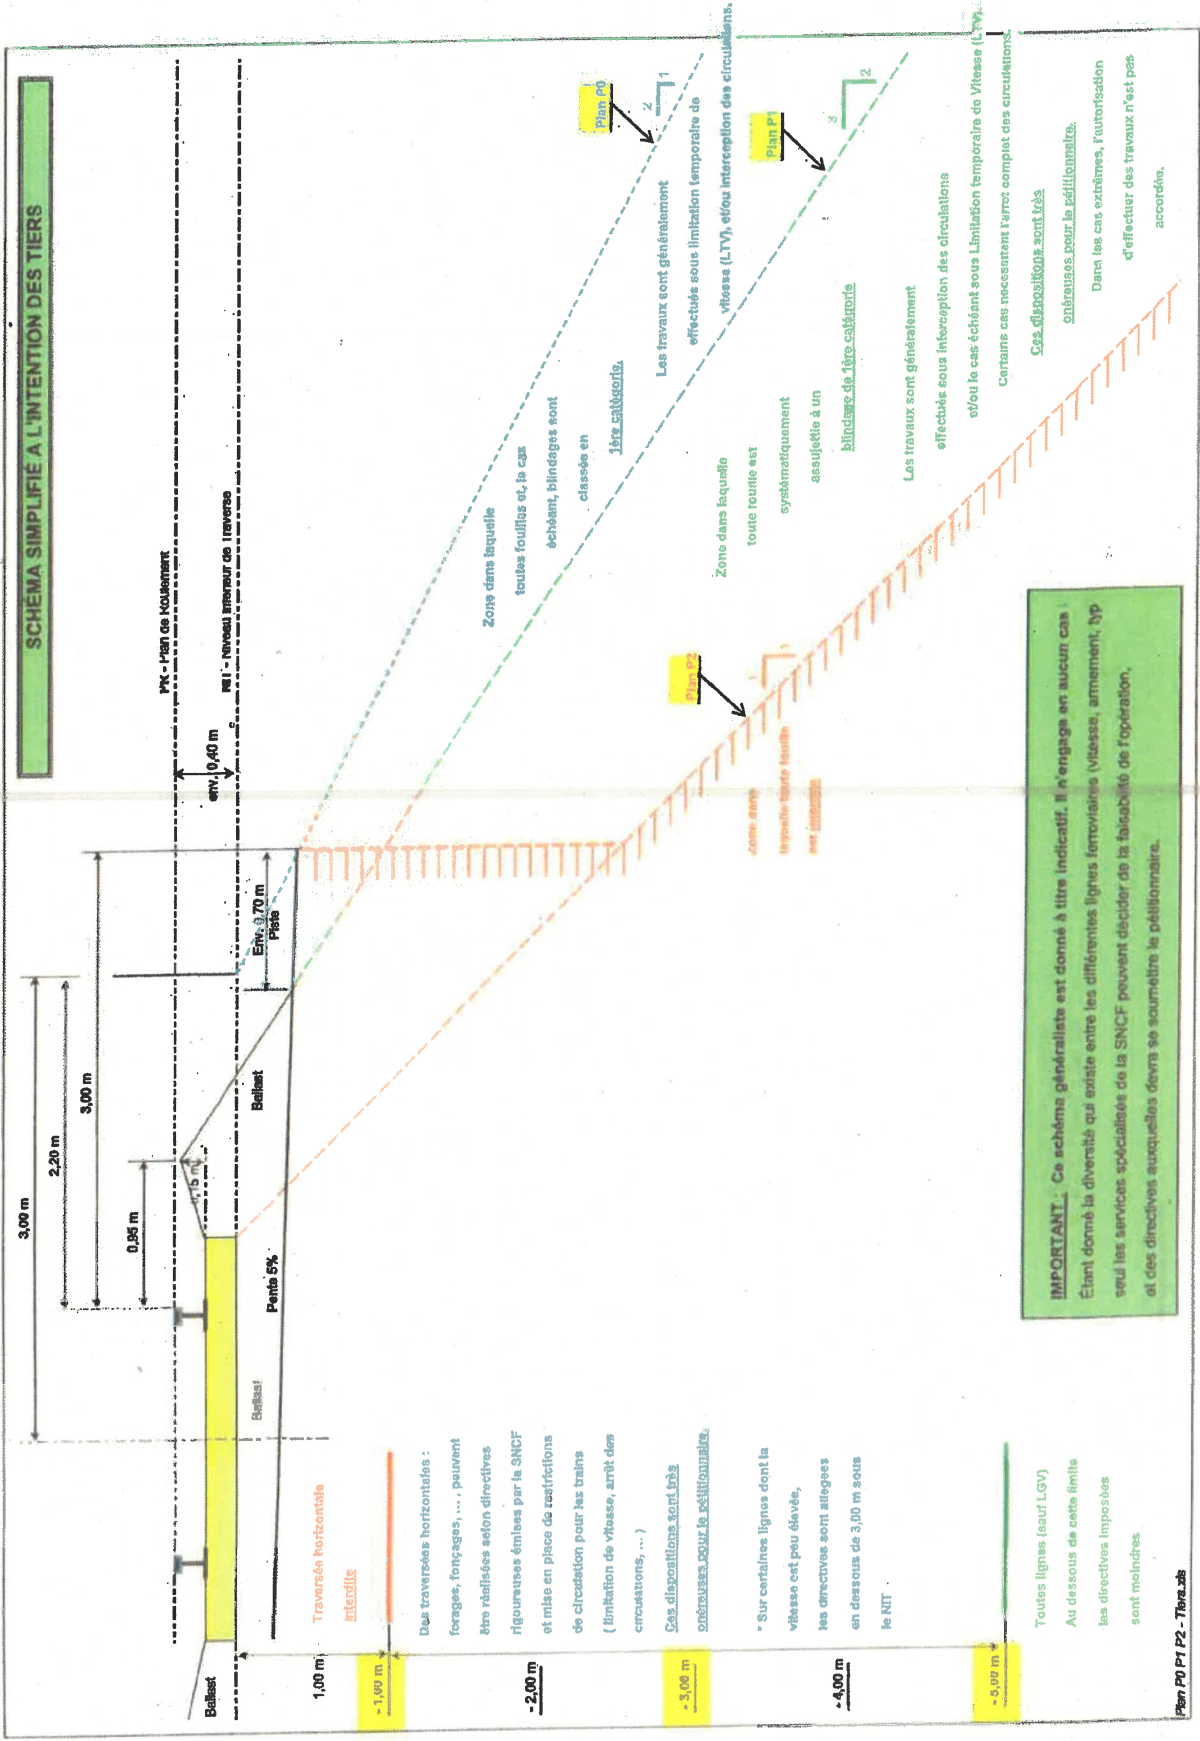 SCHÉMA SIMPLIFIÉ A L'INTENTION DES TIERS
3,00 m
2,20 m
3,00 m
0,95 m
0,15 m
PR - Plan de Roulement
env. 0,40 m
NIT - Niveau Inférieur de Traverse
Ballast
Ballast
Ballast
Pente 5%
Env. 0,70 m
Piste
1,00 m
- 1,00 m
- 2,00 m
- 3,00 m
- 4,00 m
- 5,00 m
Traversée horizontale
interdite
Des traversées horizontales :
forages, fonçages, ... , peuvent
être réalisées selon directives
rigoureuses émises par la SNCF
et mise en place de restrictions
de circulation pour les trains
( limitation de vitesse, arrêt des
circulations, ... )
Ces dispositions sont très
onéreuses pour le pétitionnaire.
* Sur certaines lignes dont la
vitesse est peu élevée,
les directives sont allégées
en dessous de 3,00 m sous
le NIT
Toutes lignes (sauf LGV)
Au dessous de cette limite
les directives imposées
sont moindres
Zone dans
laquelle toute fouille
est interdite
Plan P2
1
1
Zone dans laquelle
toutes fouilles et, le cas
échéant, blindages sont
classés en
1ère catégorie.
Les travaux sont généralement
effectués sous limitation temporaire de
vitesse (LTV), et/ou interception des circulations.
Plan P0
2
1
Zone dans laquelle
toute fouille est
systématiquement
assujettie à un
blindage de 1ère catégorie
Les travaux sont généralement
effectués sous interception des circulations
et/ou le cas échéant sous Limitation temporaire de Vitesse (LTV).
Certains cas nécessitent l'arrêt complet des circulations.
Ces dispositions sont très
onéreuses pour le pétitionnaire.
Dans les cas extrêmes, l'autorisation
d'effectuer des travaux n'est pas
accordée.
Plan P1
3
2
IMPORTANT : Ce schéma généraliste est donné à titre indicatif. Il n'engage en aucun cas
Étant donné la diversité qui existe entre les différentes lignes ferroviaires (vitesse, armement, typ
seul les services spécialisés de la SNCF peuvent décider de la faisabilité de l'opération,
et des directives auxquelles devra se soumettre le pétitionnaire.
Plan P0 P1 P2 - Tiers.xls